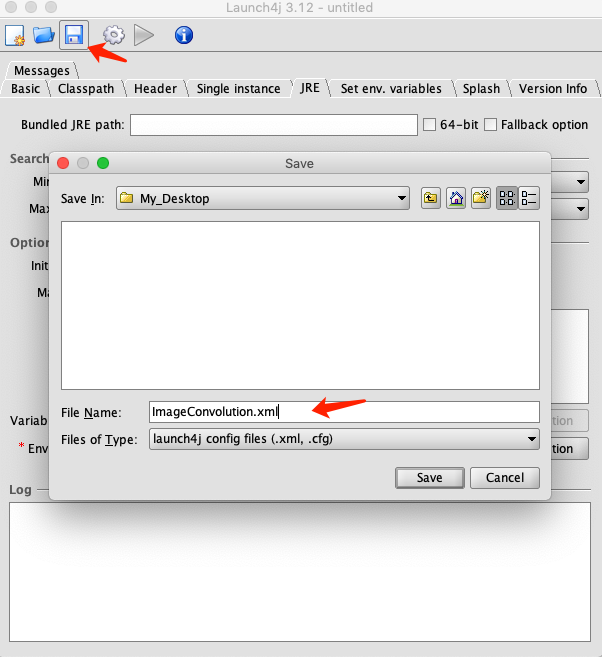 Launch4j 3.12 - untitled
Messages
Basic Classpath Header Single instance JRE Set env. variables Splash Version Info
Bundled JRE path: 64-bit Fallback option
Search
Save
Min
Save In: My_Desktop
Max
Option
Init
Ma
File Name: ImageConvolution.xml
Variab
Files of Type: launch4j config files (.xml, .cfg)
* Env tion
Save Cancel
Log